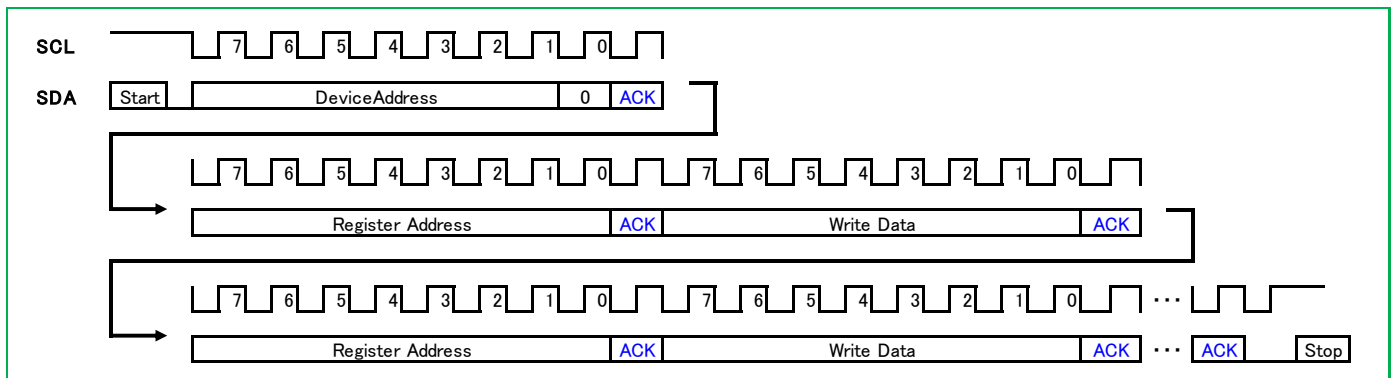 SCL 7 6 5 4 3 2 1 0
SDA Start DeviceAddress 0 ACK
7 6 5 4 3 2 1 0 7 6 5 4 3 2 1 0
Register Address ACK Write Data ACK
7 6 5 4 3 2 1 0 7 6 5 4 3 2 1 0 ···
Register Address ACK Write Data ACK ··· ACK Stop